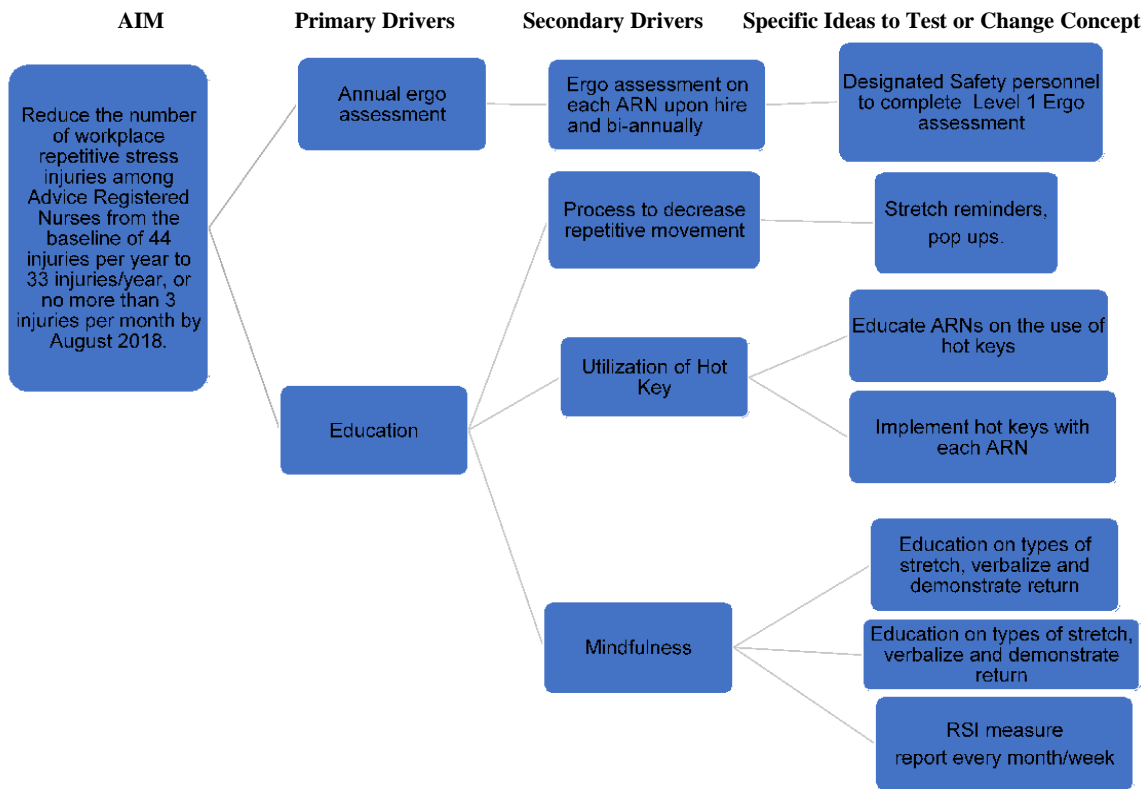 AIM
Primary Drivers
Secondary Drivers
Specific Ideas to Test or Change Concept
Reduce the number
of workplace
repetitive stress
injuries among
Advice Registered
Nurses from the
baseline of 44
injuries per year to
33 injuries/year, or
no more than 3
injuries per month by
August 2018.
Annual ergo
assessment
Ergo assessment on
each ARN upon hire
and bi-annually
Designated Safety personnel
to complete Level 1 Ergo
assessment
Education
Process to decrease
repetitive movement
Stretch reminders,
pop ups.
Utilization of Hot
Key
Educate ARNs on the use of
hot keys
Implement hot keys with
each ARN
Mindfulness
Education on types of
stretch, verbalize and
demonstrate return
Education on types of stretch,
verbalize and demonstrate
return
RSI measure
report every month/week